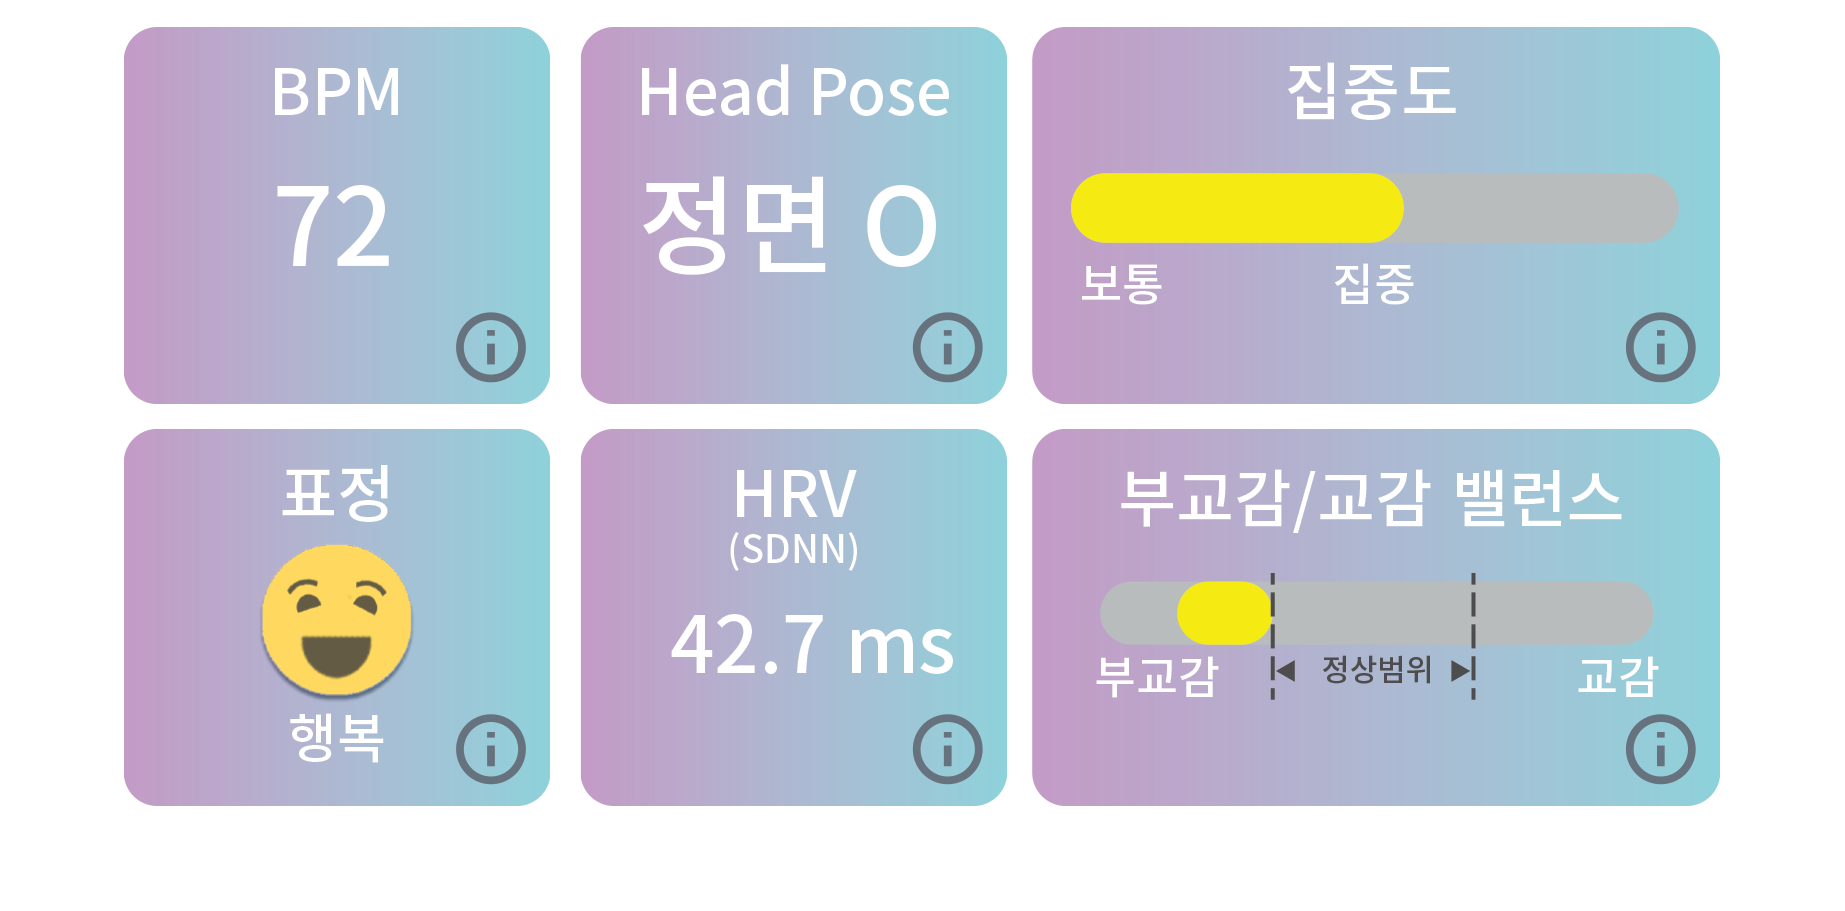 BPM
72
Head Pose
정면 O
집중도
보통 집중
표정
행복
HRV
(SDNN)
42.7 ms
부교감/교감 밸런스
부교감 정상범위 교감